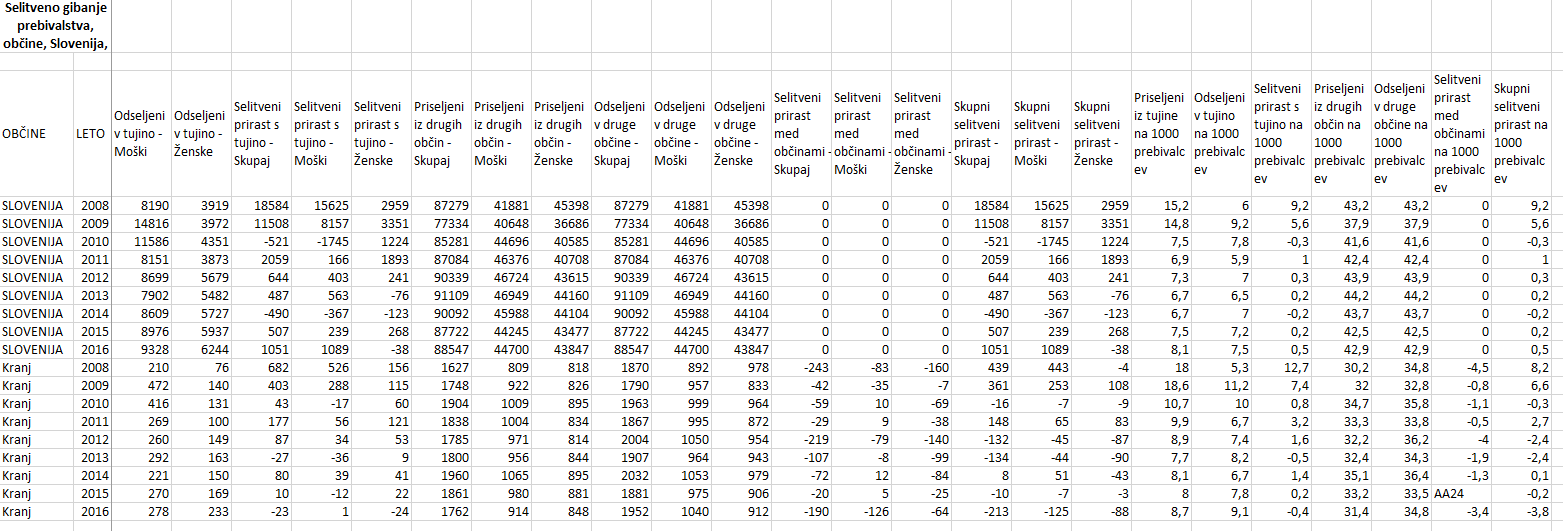 Selitveno gibanje
prebivalstva,
občine, Slovenija,
OBČINE LETO Odseljeni v tujino - Moški Odseljeni v tujino - Ženske Selitveni prirast s tujino - Skupaj Selitveni prirast s tujino - Moški Selitveni prirast s tujino - Ženske Priseljeni iz drugih občin - Skupaj Priseljeni iz drugih občin - Moški Priseljeni iz drugih občin - Ženske Odseljeni v druge občine - Skupaj Odseljeni v druge občine - Moški Odseljeni v druge občine - Ženske Selitveni prirast med občinami - Skupaj Selitveni prirast med občinami - Moški Selitveni prirast med občinami - Ženske Skupni selitveni prirast - Skupaj Skupni selitveni prirast - Moški Skupni selitveni prirast - Ženske Priseljeni iz tujine na 1000 prebivalcev Odseljeni v tujino na 1000 prebivalcev Selitveni prirast s tujino na 1000 prebivalcev Priseljeni iz drugih občin na 1000 prebivalcev Odseljeni v druge občine na 1000 prebivalcev Selitveni prirast med občinami na 1000 prebivalcev Skupni selitveni prirast na 1000 prebivalcev
SLOVENIJA 2008 8190 3919 18584 15625 2959 87279 41881 45398 87279 41881 45398 0 0 0 18584 15625 2959 15,2 6 9,2 43,2 43,2 0 9,2
SLOVENIJA 2009 14816 3972 11508 8157 3351 77334 40648 36686 77334 40648 36686 0 0 0 11508 8157 3351 14,8 9,2 5,6 37,9 37,9 0 5,6
SLOVENIJA 2010 11586 4351 -521 -1745 1224 85281 44696 40585 85281 44696 40585 0 0 0 -521 -1745 1224 7,5 7,8 -0,3 41,6 41,6 0 -0,3
SLOVENIJA 2011 8151 3873 2059 166 1893 87084 46376 40708 87084 46376 40708 0 0 0 2059 166 1893 6,9 5,9 1 42,4 42,4 0 1
SLOVENIJA 2012 8699 5679 644 403 241 90339 46724 43615 90339 46724 43615 0 0 0 644 403 241 7,3 7 0,3 43,9 43,9 0 0,3
SLOVENIJA 2013 7902 5482 487 563 -76 91109 46949 44160 91109 46949 44160 0 0 0 487 563 -76 6,7 6,5 0,2 44,2 44,2 0 0,2
SLOVENIJA 2014 8609 5727 -490 -367 -123 90092 45988 44104 90092 45988 44104 0 0 0 -490 -367 -123 6,7 7 -0,2 43,7 43,7 0 -0,2
SLOVENIJA 2015 8976 5937 507 239 268 87722 44245 43477 87722 44245 43477 0 0 0 507 239 268 7,5 7,2 0,2 42,5 42,5 0 0,2
SLOVENIJA 2016 9328 6244 1051 1089 -38 88547 44700 43847 88547 44700 43847 0 0 0 1051 1089 -38 8,1 7,5 0,5 42,9 42,9 0 0,5
Kranj 2008 210 76 682 526 156 1627 809 818 1870 892 978 -243 -83 -160 439 443 -4 18 5,3 12,7 30,2 34,8 -4,5 8,2
Kranj 2009 472 140 403 288 115 1748 922 826 1790 957 833 -42 -35 -7 361 253 108 18,6 11,2 7,4 32 32,8 -0,8 6,6
Kranj 2010 416 131 43 -17 60 1904 1009 895 1963 999 964 -59 10 -69 -16 -7 -9 10,7 10 0,8 34,7 35,8 -1,1 -0,3
Kranj 2011 269 100 177 56 121 1838 1004 834 1867 995 872 -29 9 -38 148 65 83 9,9 6,7 3,2 33,3 33,8 -0,5 2,7
Kranj 2012 260 149 87 34 53 1785 971 814 2004 1050 954 -219 -79 -140 -132 -45 -87 8,9 7,4 1,6 32,2 36,2 -4 -2,4
Kranj 2013 292 163 -27 -36 9 1800 956 844 1907 964 943 -107 -8 -99 -134 -44 -90 7,7 8,2 -0,5 32,4 34,3 -1,9 -2,4
Kranj 2014 221 150 80 39 41 1960 1065 895 2032 1053 979 -72 12 -84 8 51 -43 8,1 6,7 1,4 35,1 36,4 -1,3 0,1
Kranj 2015 270 169 10 -12 22 1861 980 881 1881 975 906 -20 5 -25 -10 -7 -3 8 7,8 0,2 33,2 33,5 AA24 -0,2
Kranj 2016 278 233 -23 1 -24 1762 914 848 1952 1040 912 -190 -126 -64 -213 -125 -88 8,7 9,1 -0,4 31,4 34,8 -3,4 -3,8